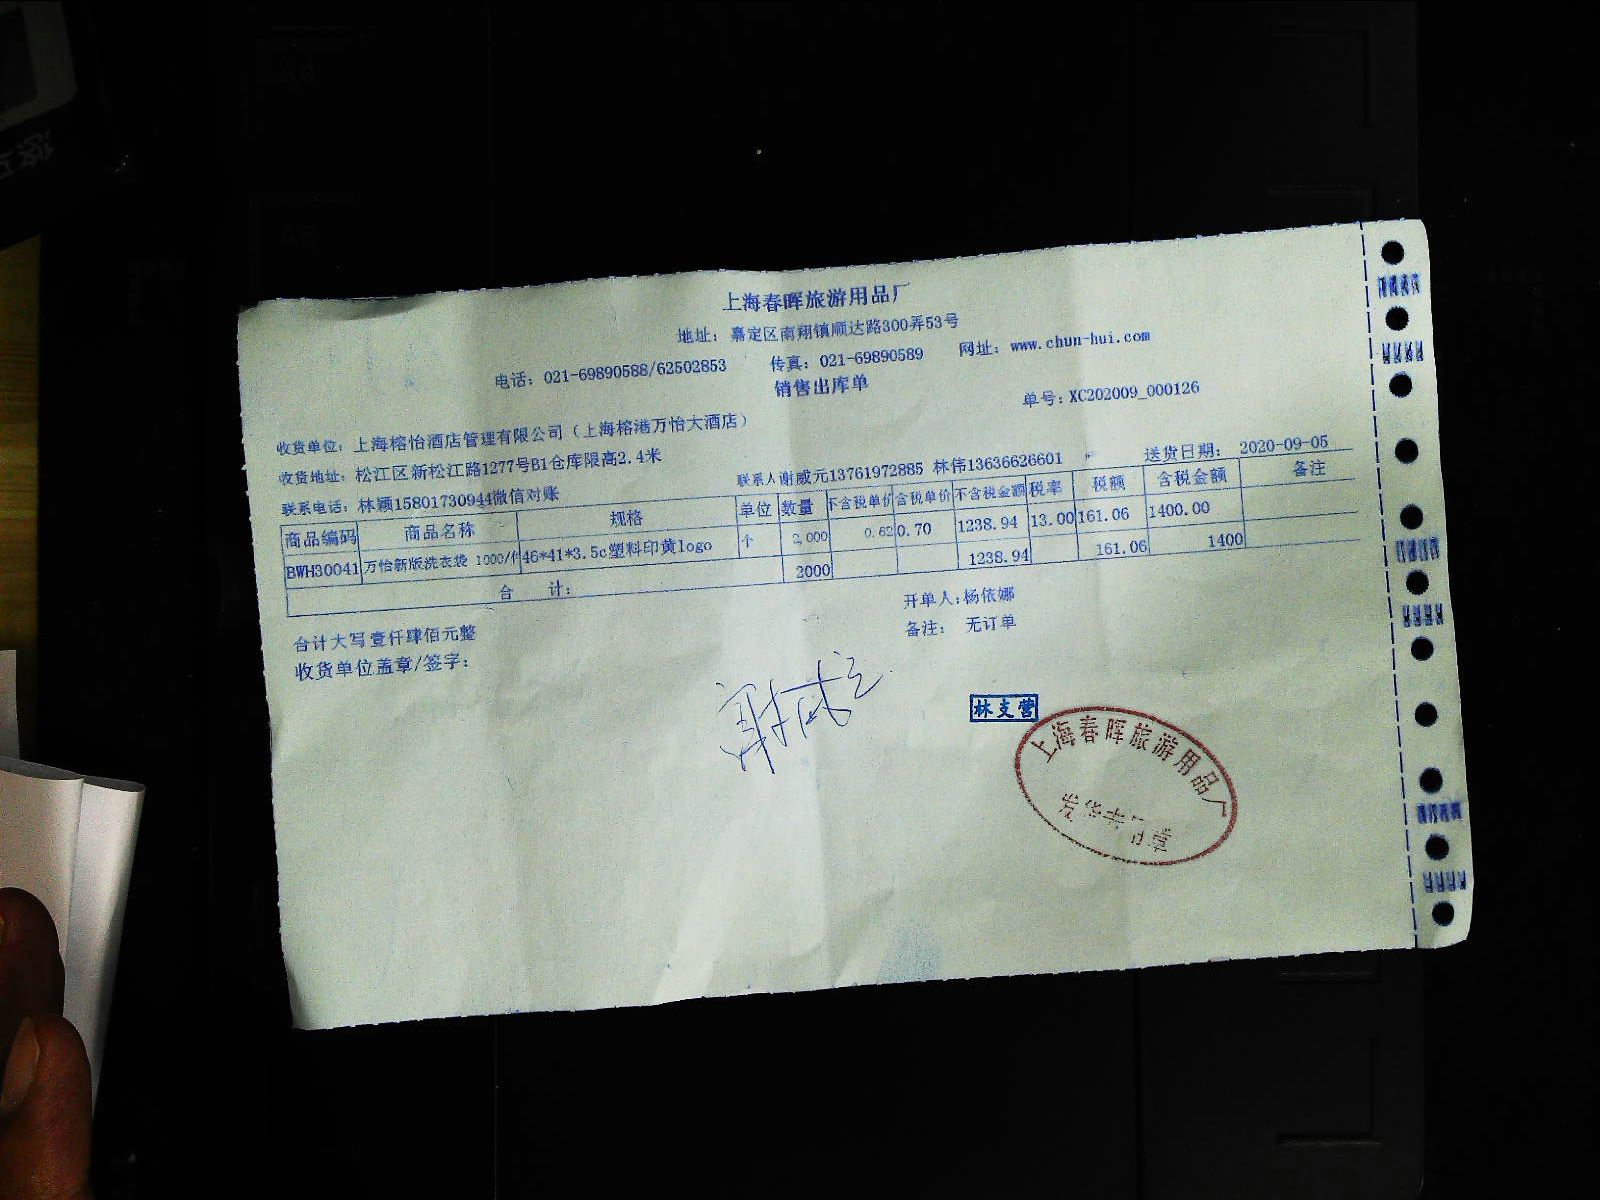 上海春晖旅游用品厂
地址：嘉定区南翔镇顺达路300弄53号
电话：021-69890588/62502853 传真：021-69890589 网址：www.chun-hui.com
销售出库单
单号：XC202009_000126
收货单位：上海榕怡酒店管理有限公司（上海榕港万怡大酒店）
收货地址：松江区新松江路1277号B1仓库限高2.4米
联系人谢威元13761972885 林伟13636626601 送货日期：2020-09-05
联系电话：林颖15801730944微信对账
商品编码 商品名称 规格 单位 数量 不含税单价 含税单价 不含税金额 税率 税额 含税金额 备注
BWH30041 万怡新版洗衣袋 1000/件 46*41*3.5c塑料印黄logo 个 2,000 0.62 0.70 1238.94 13.00 161.06 1400.00
合 计： 2000 1238.94 161.06 1400
合计大写壹仟肆佰元整
开单人：杨依娜
收货单位盖章/签字：
备注： 无订单
谢威元
林支营
上海春晖旅游用品厂
发货专用章